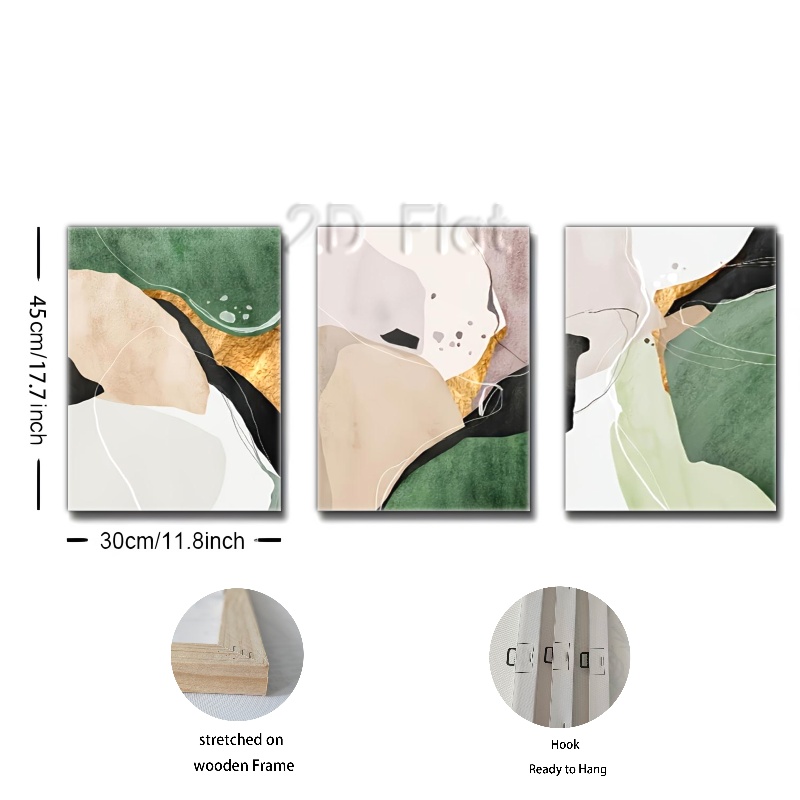 2D Flat
45cm/17.7inch
30cm/11.8inch
stretched on
wooden Frame
Hook
Ready to Hang